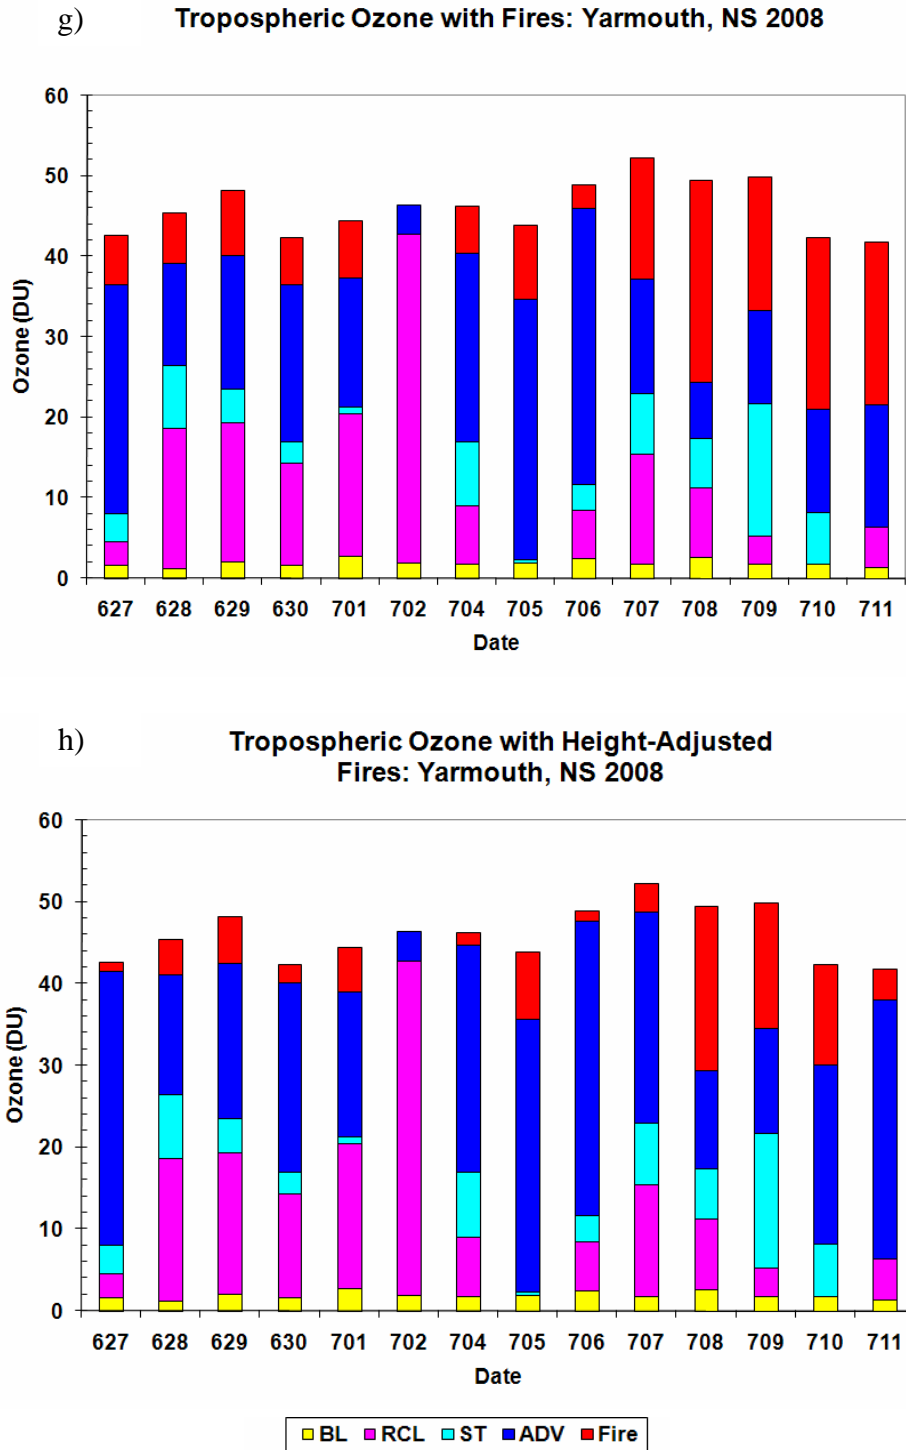 g)
Tropospheric Ozone with Fires: Yarmouth, NS 2008
60
50
40
30
20
10
0
Ozone (DU)
627 628 629 630 701 702 704 705 706 707 708 709 710 711
Date
h)
Tropospheric Ozone with Height-Adjusted
Fires: Yarmouth, NS 2008
60
50
40
30
20
10
0
Ozone (DU)
627 628 629 630 701 702 704 705 706 707 708 709 710 711
Date
BL RCL ST ADV Fire